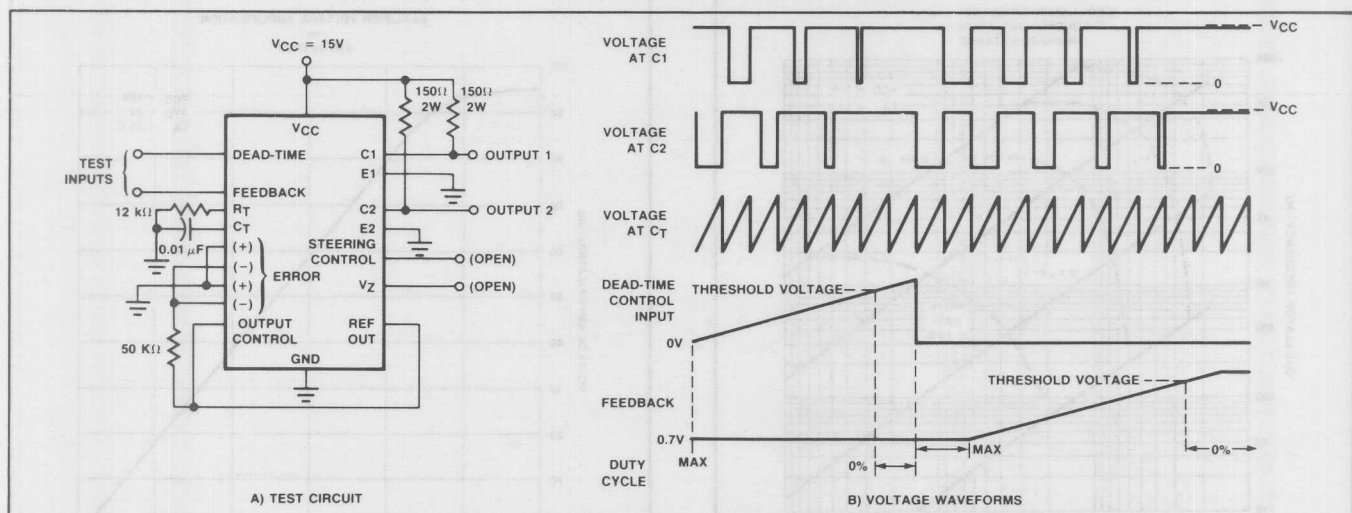 VCC = 15V
150Ω 2W
150Ω 2W
VCC
TEST INPUTS
DEAD-TIME
C1
OUTPUT 1
E1
FEEDBACK
12 kΩ
RT
C2
OUTPUT 2
CT
0.01 µF
E2
(+)
(−)
(+)
(−)
ERROR
STEERING CONTROL
(OPEN)
VZ
(OPEN)
OUTPUT CONTROL
REF OUT
50 KΩ
GND
A) TEST CIRCUIT
VOLTAGE AT C1
VCC
0
VOLTAGE AT C2
VCC
0
VOLTAGE AT CT
DEAD-TIME CONTROL INPUT
THRESHOLD VOLTAGE
0V
THRESHOLD VOLTAGE
FEEDBACK
0.7V
MAX
0%
MAX
0%
DUTY CYCLE
B) VOLTAGE WAVEFORMS